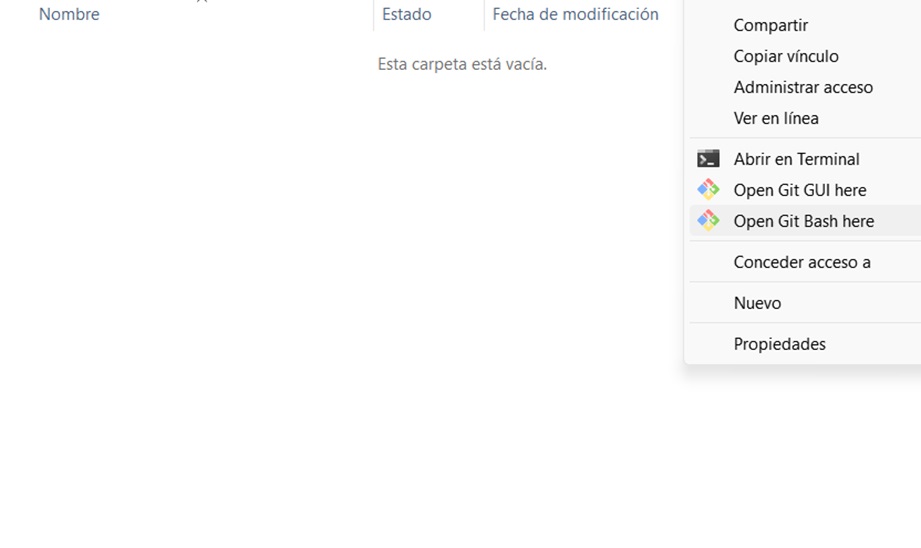 Nombre Estado Fecha de modificación
Esta carpeta está vacía.
Compartir
Copiar vínculo
Administrar acceso
Ver en línea
Abrir en Terminal
Open Git GUI here
Open Git Bash here
Conceder acceso a
Nuevo
Propiedades